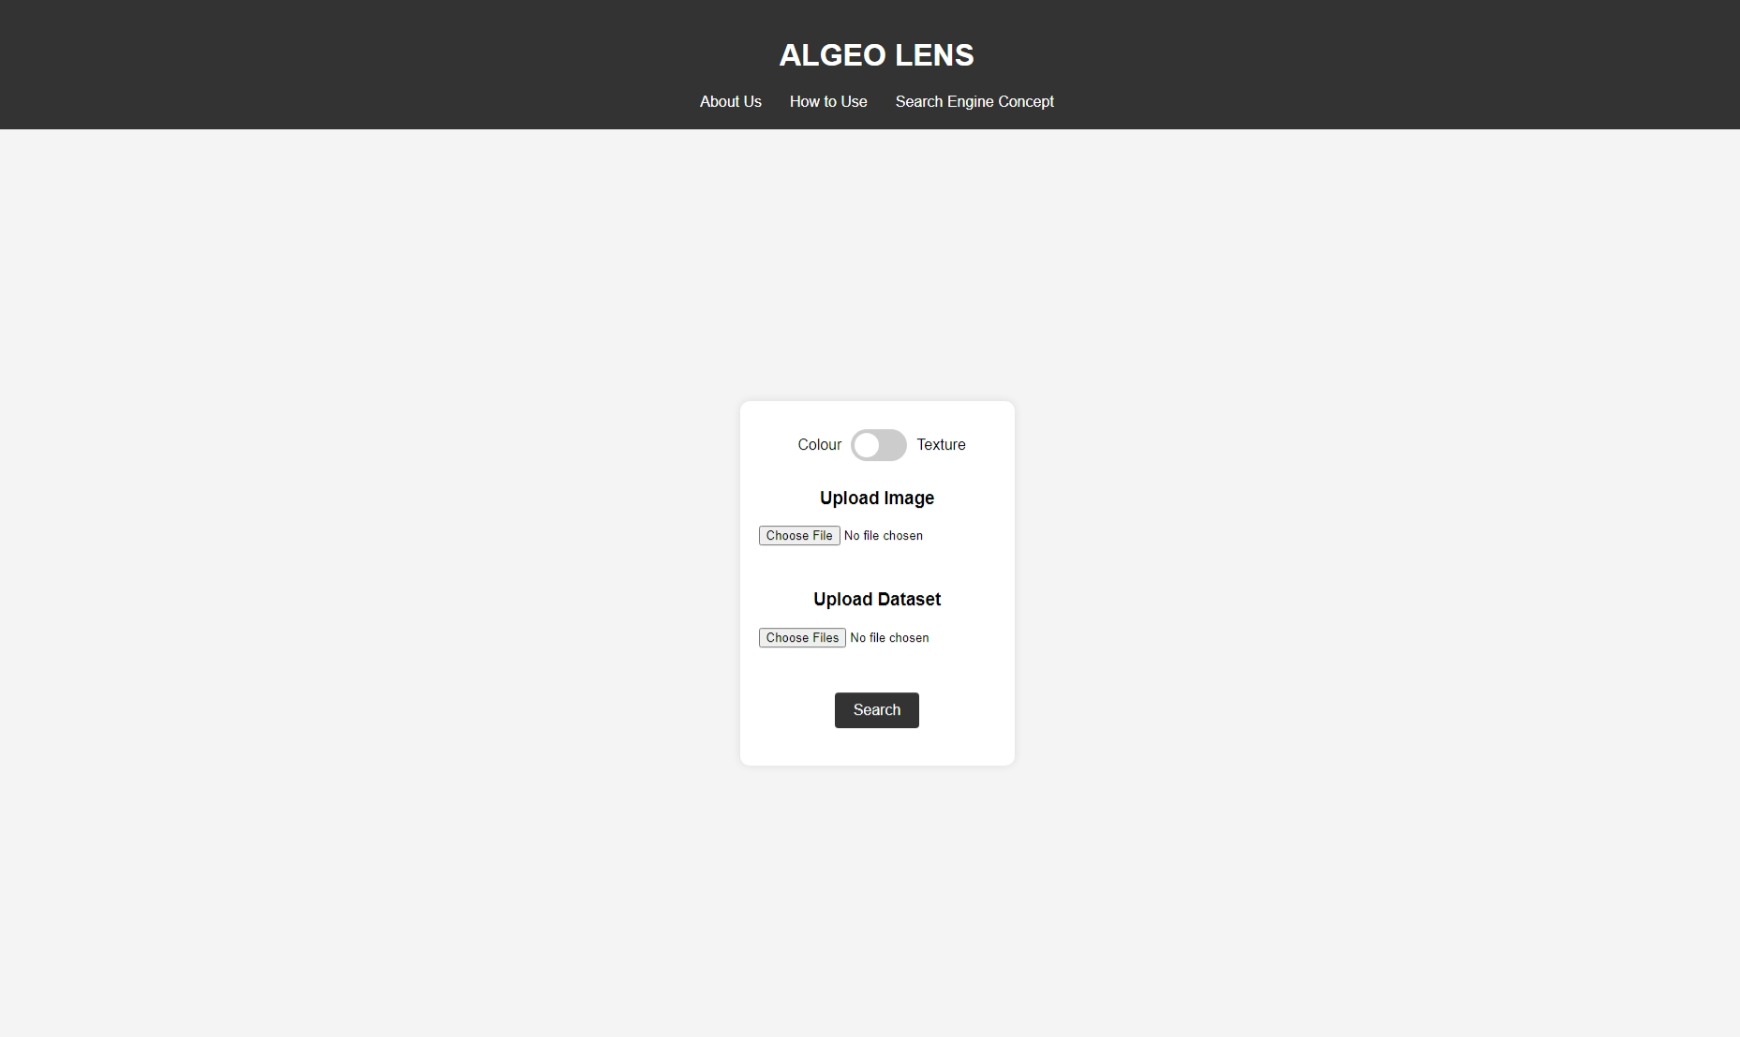 ALGEO LENS
About Us How to Use Search Engine Concept
Colour Texture
Upload Image
Choose File No file chosen
Upload Dataset
Choose Files No file chosen
Search